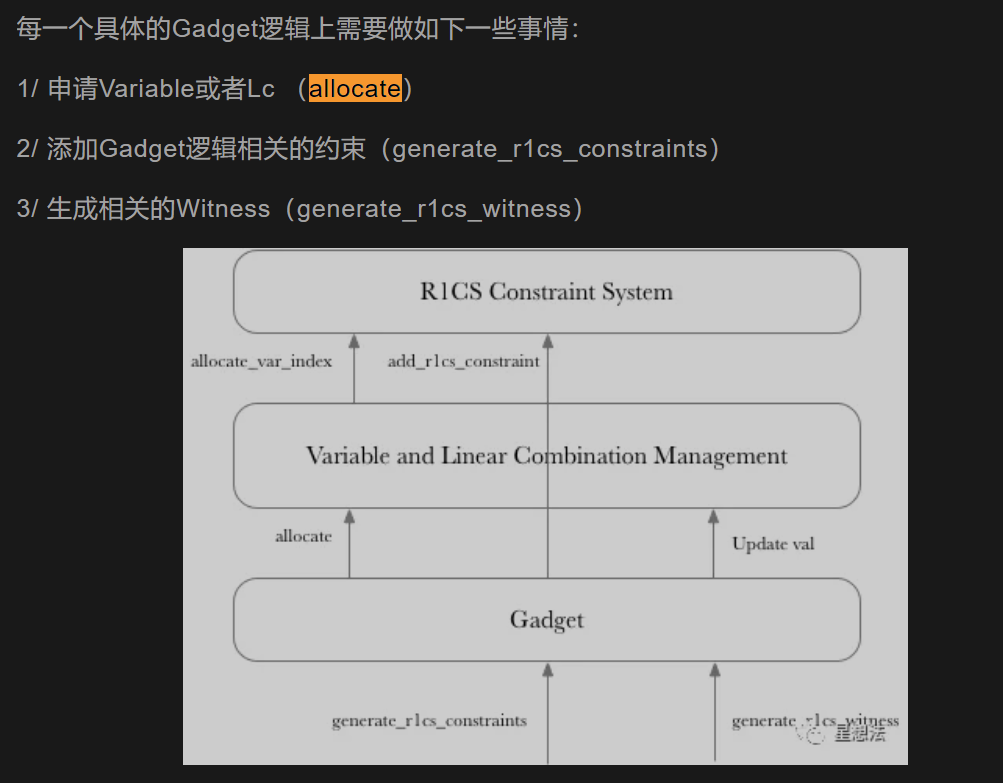 每一个具体的Gadget逻辑上需要做如下一些事情：
1/ 申请Variable或者Lc （allocate）
2/ 添加Gadget逻辑相关的约束（generate_r1cs_constraints）
3/ 生成相关的Witness（generate_r1cs_witness）
R1CS Constraint System
allocate_var_index
add_r1cs_constraint
Variable and Linear Combination Management
allocate
Update val
Gadget
generate_r1cs_constraints
generate_r1cs_witness
星想法